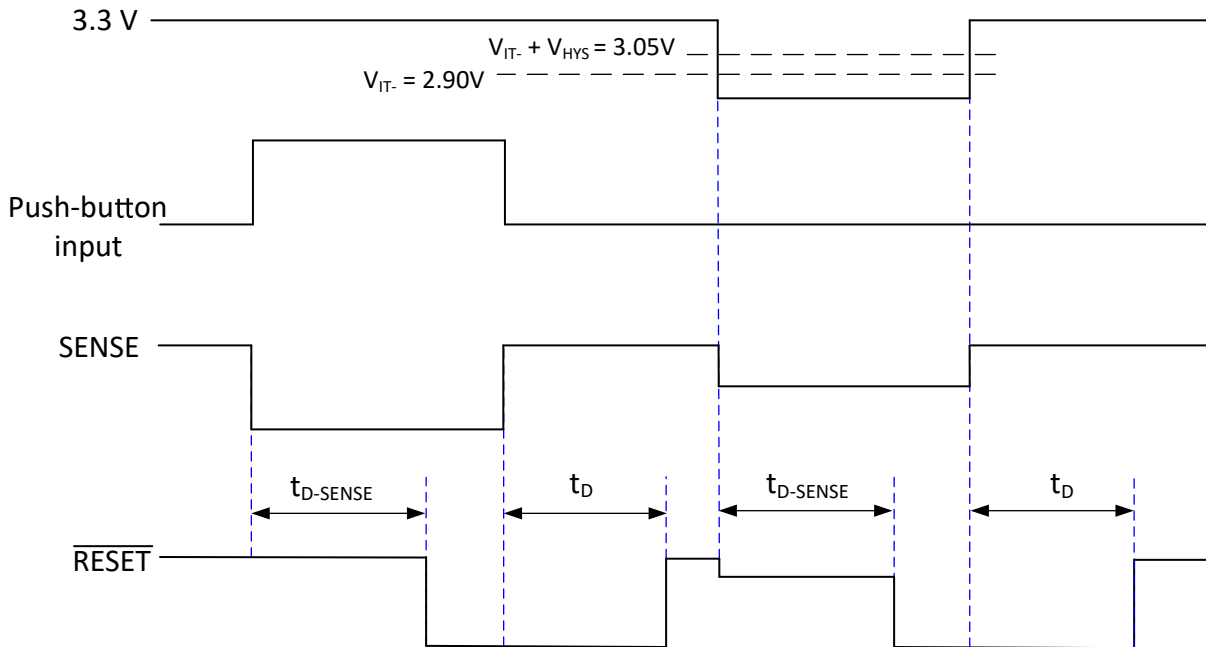 3.3 V
V_IT- + V_HYS = 3.05V
V_IT- = 2.90V
Push-button
input
SENSE
t_D-SENSE
t_D
t_D-SENSE
t_D
RESET